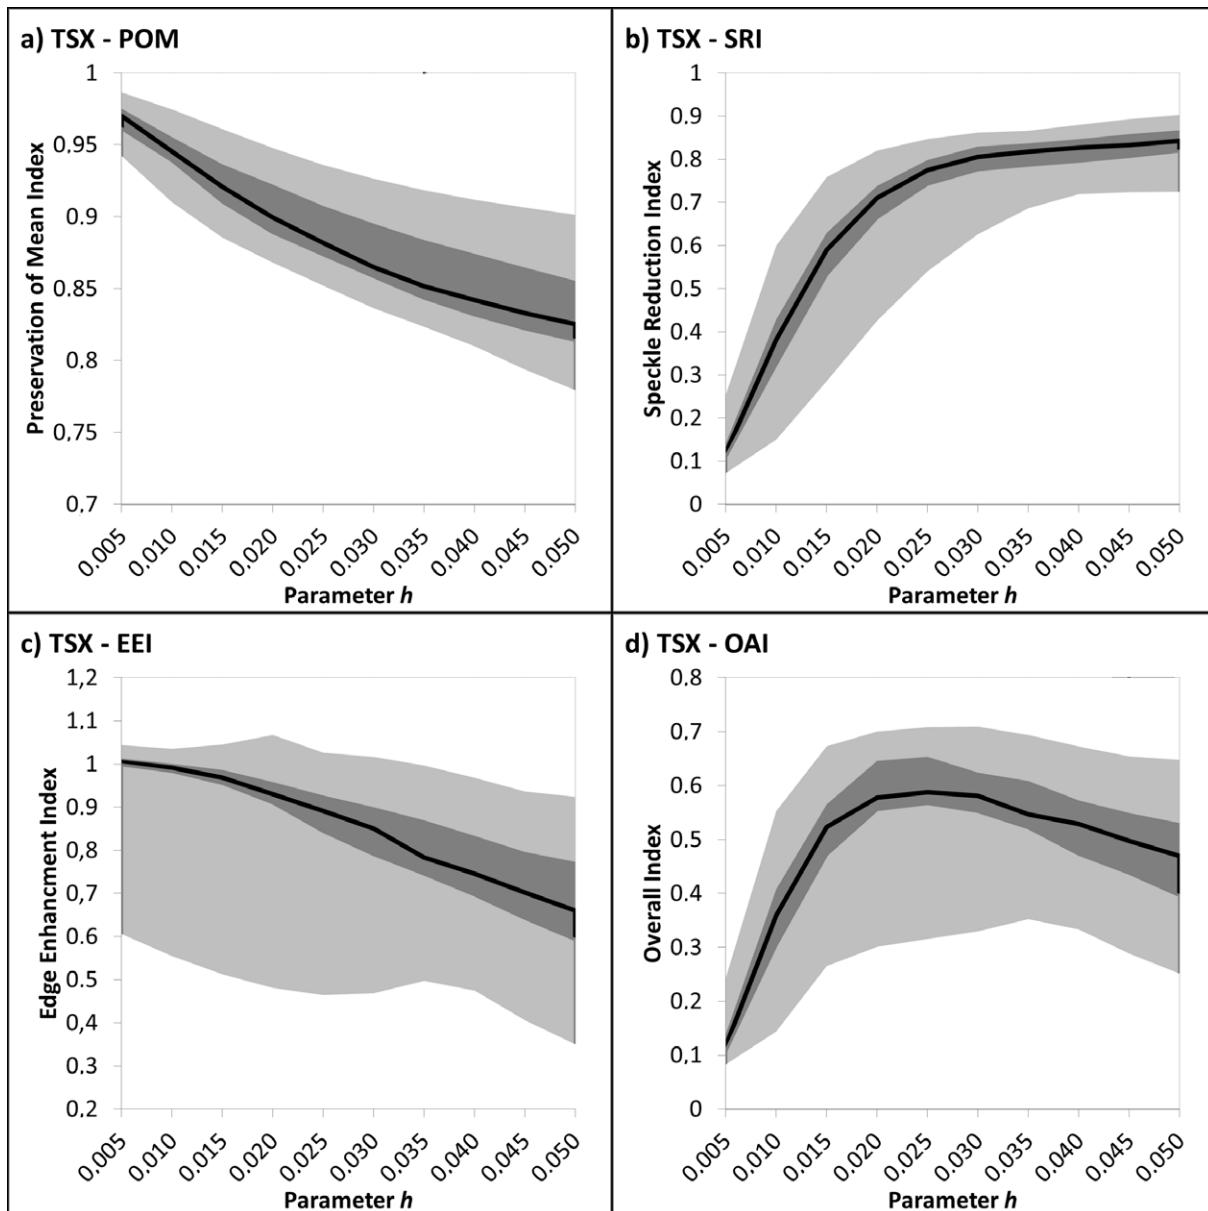 a) TSX - POM
Preservation of Mean Index
1
0.95
0.9
0.85
0.8
0.75
0.7
0.005 0.010 0.015 0.020 0.025 0.030 0.035 0.040 0.045 0.050
Parameter h
b) TSX - SRI
Speckle Reduction Index
1
0.9
0.8
0.7
0.6
0.5
0.4
0.3
0.2
0.1
0
0.005 0.010 0.015 0.020 0.025 0.030 0.035 0.040 0.045 0.050
Parameter h
c) TSX - EEI
Edge Enhancment Index
1,2
1,1
1
0,9
0,8
0,7
0,6
0,5
0,4
0,3
0,2
0.005 0.010 0.015 0.020 0.025 0.030 0.035 0.040 0.045 0.050
Parameter h
d) TSX - OAI
Overall Index
0,8
0,7
0,6
0,5
0,4
0,3
0,2
0,1
0
0.005 0.010 0.015 0.020 0.025 0.030 0.035 0.040 0.045 0.050
Parameter h